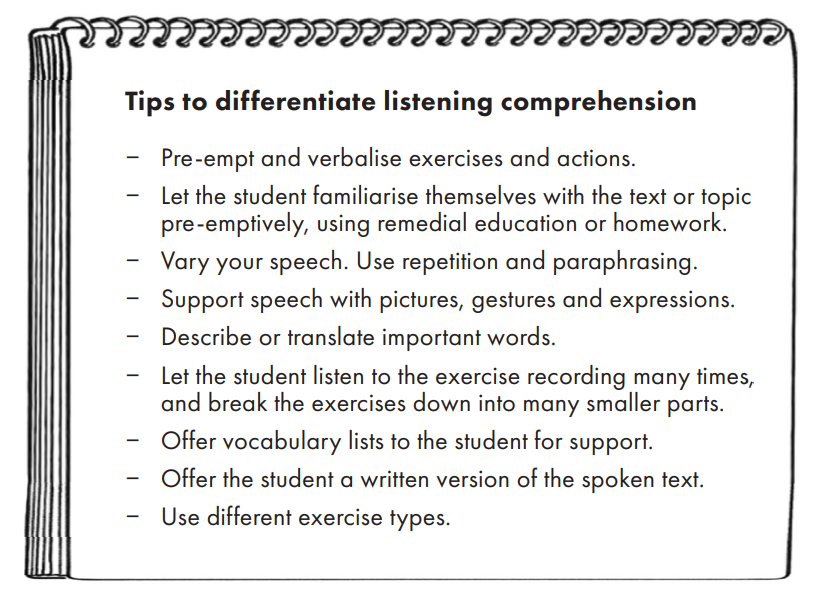 Tips to differentiate listening comprehension
– Pre-empt and verbalise exercises and actions.
– Let the student familiarise themselves with the text or topic
pre-emptively, using remedial education or homework.
– Vary your speech. Use repetition and paraphrasing.
– Support speech with pictures, gestures and expressions.
– Describe or translate important words.
– Let the student listen to the exercise recording many times,
and break the exercises down into many smaller parts.
– Offer vocabulary lists to the student for support.
– Offer the student a written version of the spoken text.
– Use different exercise types.